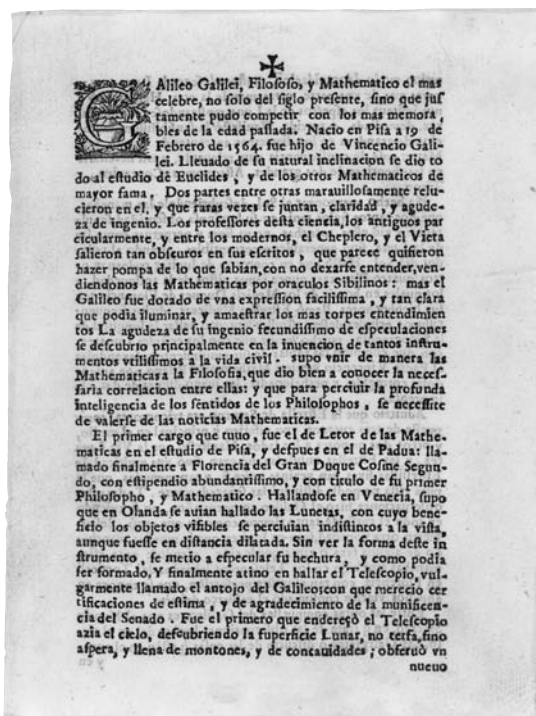 GAlileo Galilei, Filosofo, y Mathematico el mas
celebre, no solo del siglo presente, sino que jus
tamente pudo competir con los mas memora,
bles de la edad passada. Nacio en Pisa a 19 de
Febrero de 1564. fue hijo de Vincencio Gali-
lei. Lleuado de su natural inclinacion se dio to
do al estudio dè Euclides, y de los otros Mathematicos de
mayor fama. Dos partes entre otras marauillosamente relu-
cieron en el, y que raras vezes se juntan, claridad, y agude-
za de ingenio. Los professores desta ciencia, los antiguos par
cicularmente, y entre los modernos, el Cheplero, y el Vieta
salieron tan obscuros en sus escritos, que parece quisieron
hazer pompa de lo que sabian, con no dexarse entender, ven-
diendonos las Mathematicas por oraculos Sibilinos: mas el
Galileo fue dotado de vna expression facilissima, y tan clara
que podia iluminar, y amaestrar los mas torpes entendimien
tos La agudeza de su ingenio fecundissimo de especulaciones
se descubrio principalmente en la inuencion de tantos instru-
mentos vtilissimos a la vida civil. supo vnir de manera las
Mathematicas a la Filosofia, que dio bien a conocer la neces-
saria correlacion entre ellas: y que para perciuir la profunda
inteligencia de los séntidos de los Philosophos, se necessite
de valerse de las noticias Mathematicas.
El primer cargo que tuuo, fue el de Letor de las Mathe-
maticas en el estudio de Pisa, y despues en el de Padua: lla-
mado finalmente a Florencia del Gran Duque Cosme Segun-
do, con estipendio abundantissimo, y con titulo de su primer
Philosopho, y Mathematico. Hallandose en Venecia, supo
que en Olanda se auian hallado las Lunetas, con cuyo bene-
ficio los objetos visibles se perciuian indistintos a la vista,
aunque fuesse en distancia dilatada. Sin ver la forma deste in
strumento, se metio a especular su hechura, y como podia
ser formado. Y finalmente atino en hallar el Telescopio, vul-
garmente llamado el antojo del Galileo: con que merecio cer
tificaciones de estima, y de agradecimiento de la munificen-
cia del Senado. Fue el primero que endereçò el Telescopio
azia el cielo, descubriendo la superficie Lunar, no tersa, sino
aspera, y llena de montones, y de concauidades; obseruò vn
nueuo